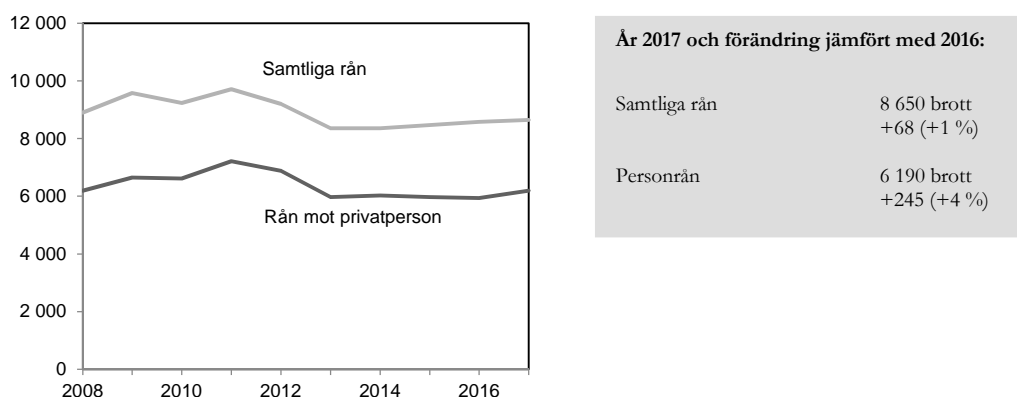 12 000
10 000
8 000
6 000
4 000
2 000
0
2008 2010 2012 2014 2016
Samtliga rån
Rån mot privatperson
År 2017 och förändring jämfört med 2016:
Samtliga rån 8 650 brott
+68 (+1 %)
Personrån 6 190 brott
+245 (+4 %)